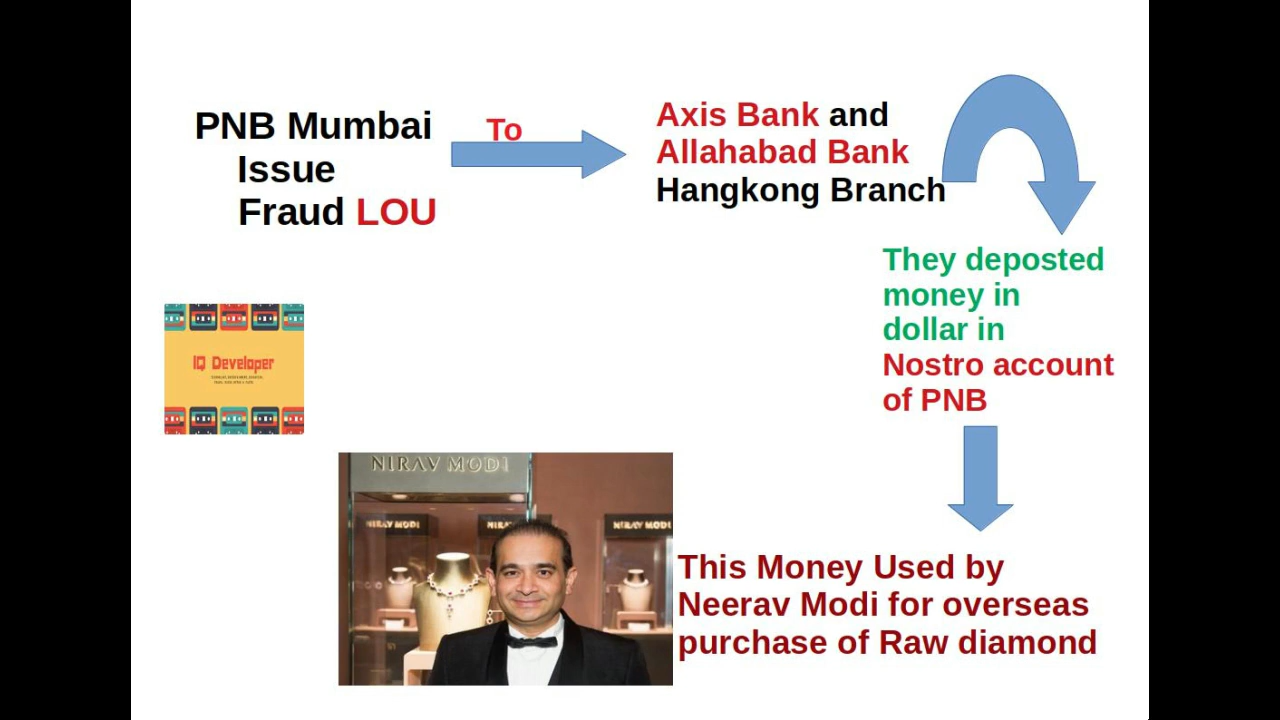 PNB Mumbai
Issue
Fraud LOU
To
Axis Bank and
Allahabad Bank
Hangkong Branch
They deposted
money in
dollar in
Nostro account
of PNB
IQ Developer
NIRAV MODI
NIRAV MODI
NIRAV MODI
This Money Used by
Neerav Modi for overseas
purchase of Raw diamond